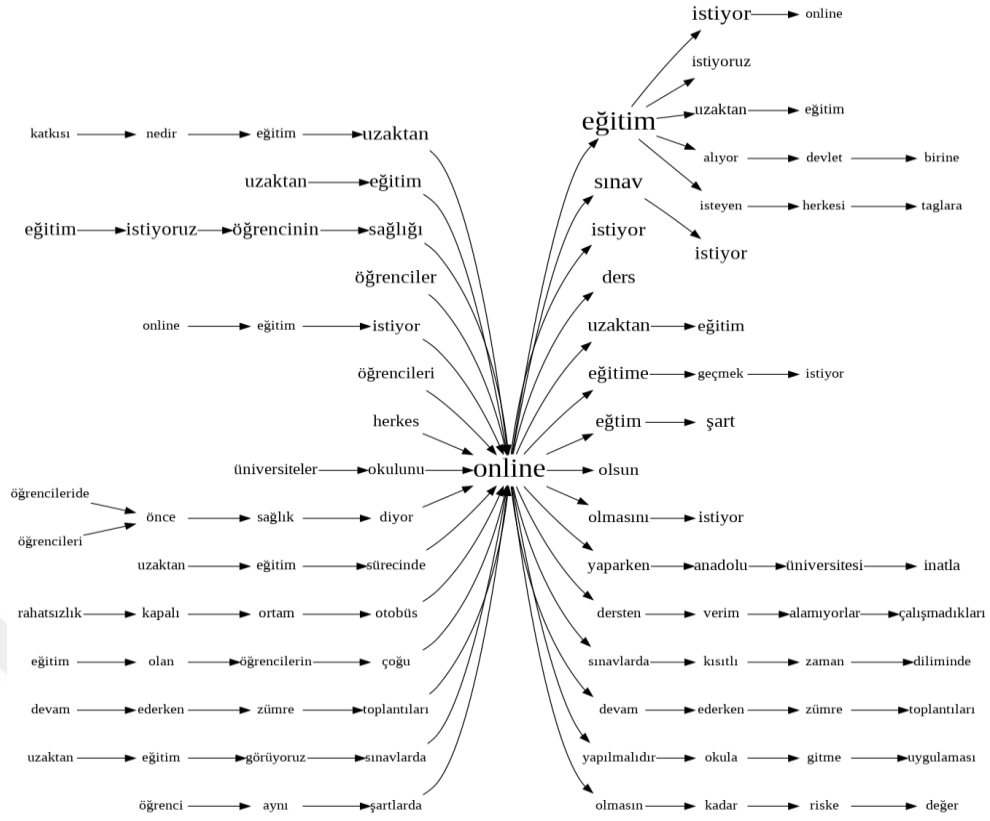 istiyor online
istiyoruz
eğitim
uzaktan eğitim
katkısı nedir eğitim uzaktan
alıyor devlet birine
uzaktan eğitim
sınav
isteyen herkesi taglara
eğitim istiyoruz öğrencinin sağlığı
istiyor
istiyor
öğrenciler
ders
online eğitim istiyor
uzaktan eğitim
öğrencileri
eğitime geçmek istiyor
herkes
eğtim şart
üniversiteler okulunu online olsun
öğrencileride
önce sağlık diyor
olmasını istiyor
öğrencileri
uzaktan eğitim sürecinde
yaparken anadolu üniversitesi inatla
rahatsızlık kapalı ortam otobüs
dersten verim alamıyorlar çalışmadıkları
eğitim olan öğrencilerin çoğu
sınavlarda kısıtlı zaman diliminde
devam ederken zümre toplantıları
devam ederken zümre toplantıları
uzaktan eğitim görüyoruz sınavlarda
yapılmalıdır okula gitme uygulaması
öğrenci aynı şartlarda
olmasın kadar riske değer